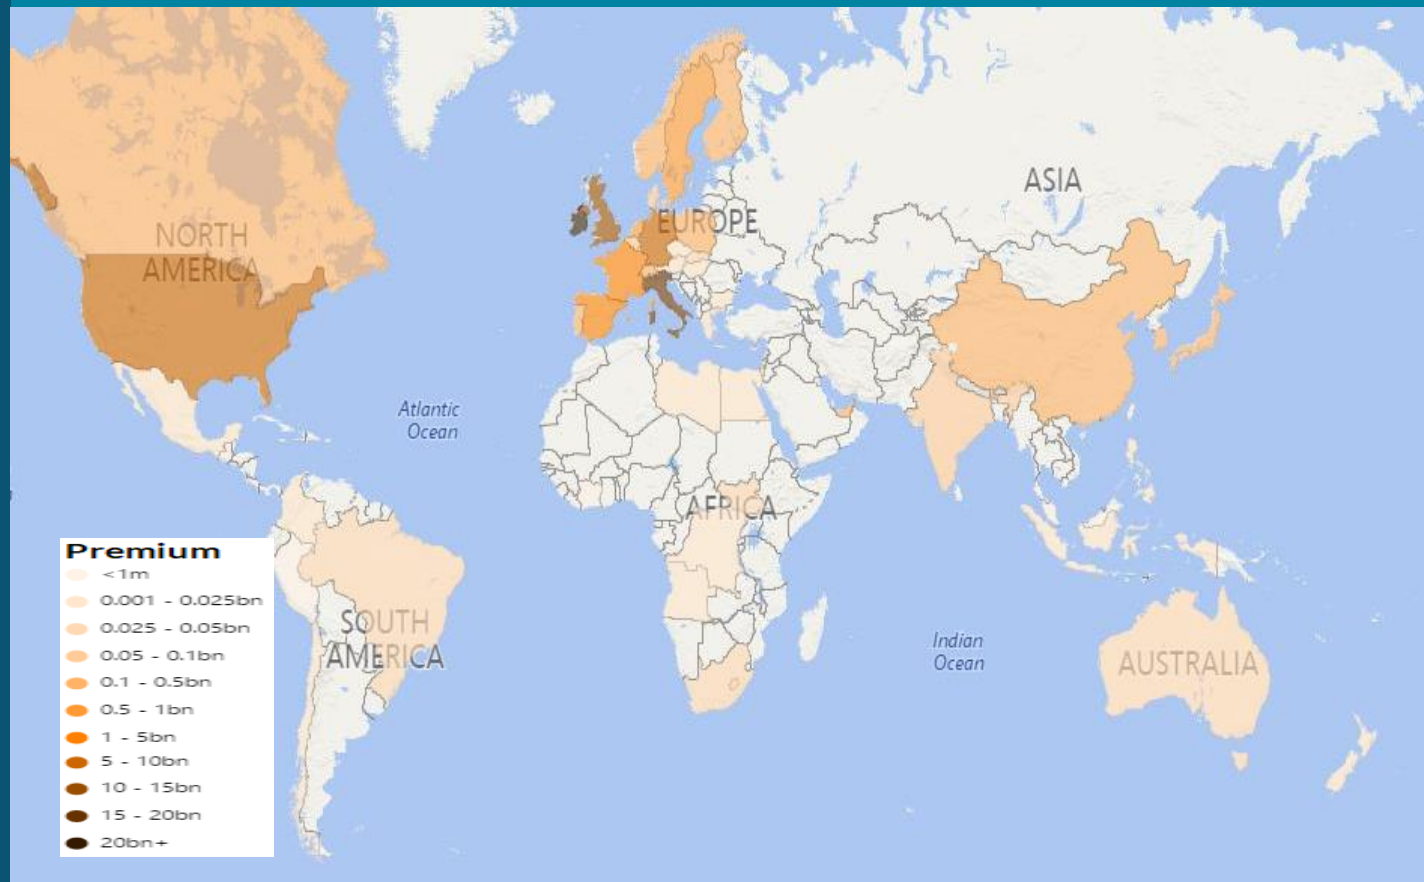 ASIA
EUROPE
NORTH
AMERICA
Atlantic
Ocean
AFRICA
Premium
<1m
0.001 - 0.025bn
0.025 - 0.05bn
0.05 - 0.1bn
0.1 - 0.5bn
0.5 - 1bn
1 - 5bn
5 - 10bn
10 - 15bn
15 - 20bn
20bn+
SOUTH
AMERICA
Indian
Ocean
AUSTRALIA